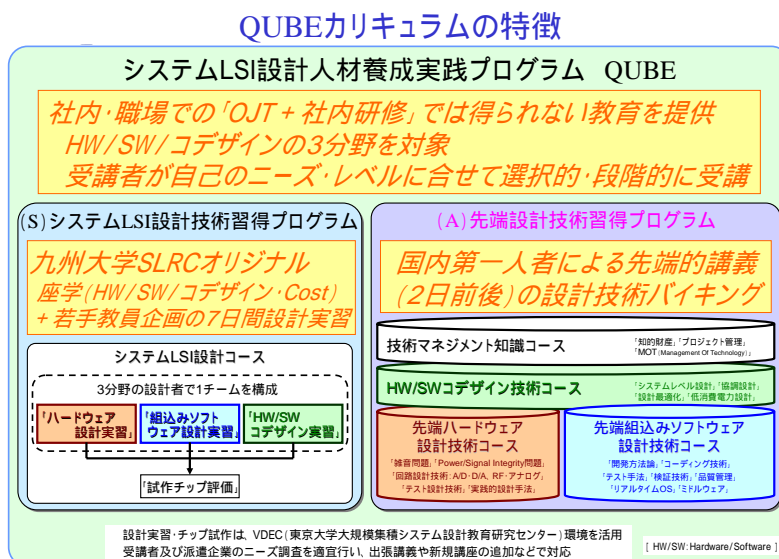 QUBEカリキュラムの特徴
システムLSI設計人材養成実践プログラム QUBE
社内・職場での「OJT + 社内研修」では得られない教育を提供
HW/SW/コデザインの3分野を対象
受講者が自己のニーズ・レベルに合せて選択的・段階的に受講
(S)システムLSI設計技術習得プログラム
九州大学SLRCオリジナル
座学(HW/SW/コデザイン・Cost)
+ 若手教員企画の7日間設計実習
システムLSI設計コース
3分野の設計者で1チームを構成
「ハードウェア
設計実習」
「組込みソフト
ウェア設計実習」
「HW/SW
コデザイン実習」
「試作チップ評価」
(A)先端設計技術習得プログラム
国内第一人者による先端的講義
(2日前後)の設計技術バイキング
技術マネジメント知識コース
「知的財産」「プロジェクト管理」
「MOT(Management Of Technology)」
HW/SWコデザイン技術コース
「システムレベル設計」「協調設計」
「設計最適化」「低消費電力設計」
先端ハードウェア
設計技術コース
「雑音問題」「Power/Signal Integrity問題」
「回路設計技術:A/D・D/A, RF・アナログ」
「テスト設計技術」「実践的設計手法」
先端組込みソフトウェア
設計技術コース
「開発方法論」「コーディング技術」
「テスト手法」「検証技術」「品質管理」
「リアルタイムOS」「ミドルウェア」
設計実習・チップ試作は、VDEC(東京大学大規模集積システム設計教育研究センター)環境を活用
受講者及び派遣企業のニーズ調査を適宜行い、出張講義や新規講座の追加などで対応
[ HW/SW:Hardware/Software ]